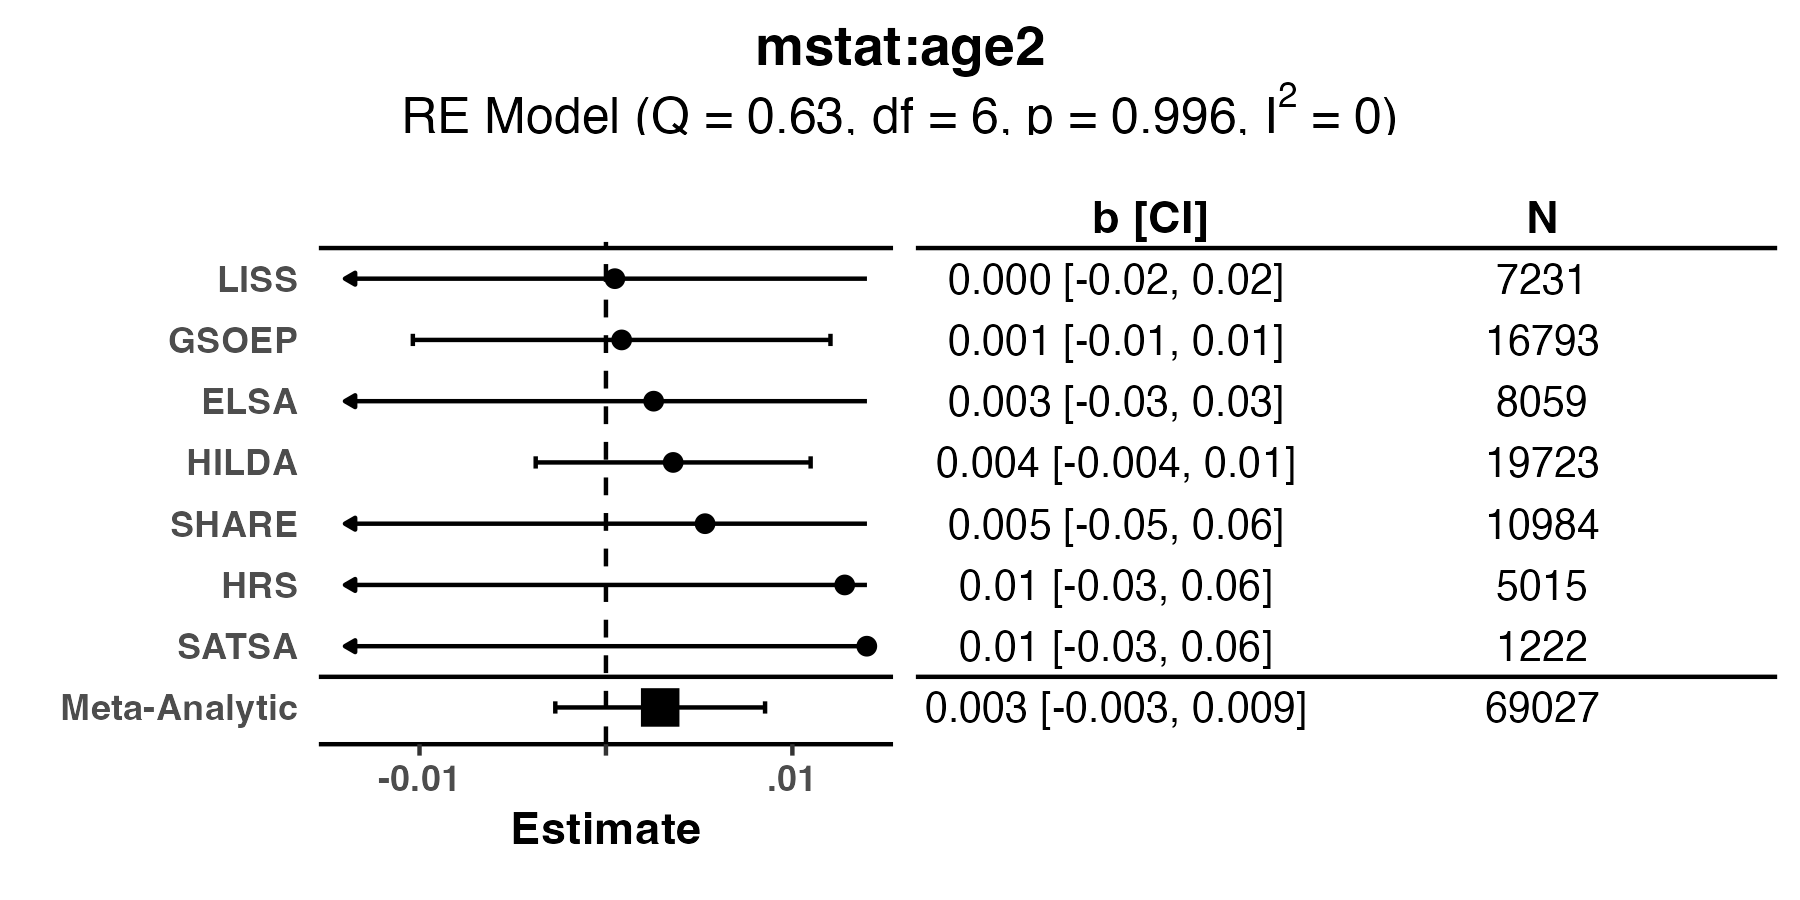 mstat:age2
RE Model (Q = 0.63, df = 6, p = 0.996, I² = 0)
b [CI] N
LISS 0.000 [-0.02, 0.02] 7231
GSOEP 0.001 [-0.01, 0.01] 16793
ELSA 0.003 [-0.03, 0.03] 8059
HILDA 0.004 [-0.004, 0.01] 19723
SHARE 0.005 [-0.05, 0.06] 10984
HRS 0.01 [-0.03, 0.06] 5015
SATSA 0.01 [-0.03, 0.06] 1222
Meta-Analytic 0.003 [-0.003, 0.009] 69027
-0.01 .01
Estimate